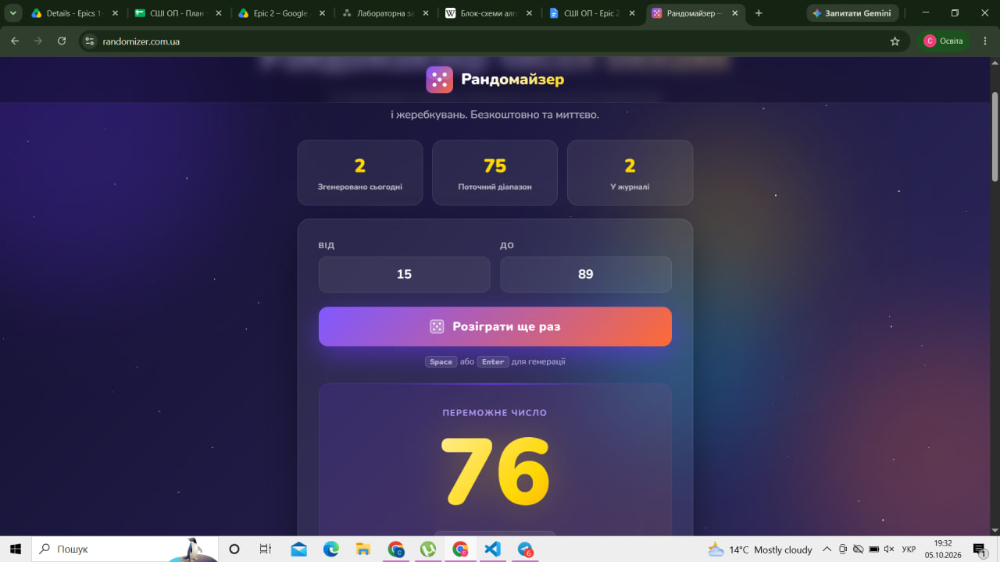 Details - Epics
СШІ ОП - План
Epic 2 – Google
Лабораторна за
Блок-схеми алг
СШІ ОП - Epic 2
Рандомайзер —
Запитати Gemini
randomizer.com.ua
С Освіта
Рандомайзер
і жеребкувань. Безкоштовно та миттєво.
2 75 2
Згенеровано сьогодні Поточний діапазон У журналі
ВІД ДО
15 89
Розіграти ще раз
Space або Enter для генерації
ПЕРЕМОЖНЕ ЧИСЛО
76
Пошук
6
14°C Mostly cloudy
УКР
19:32
05.10.2026
1